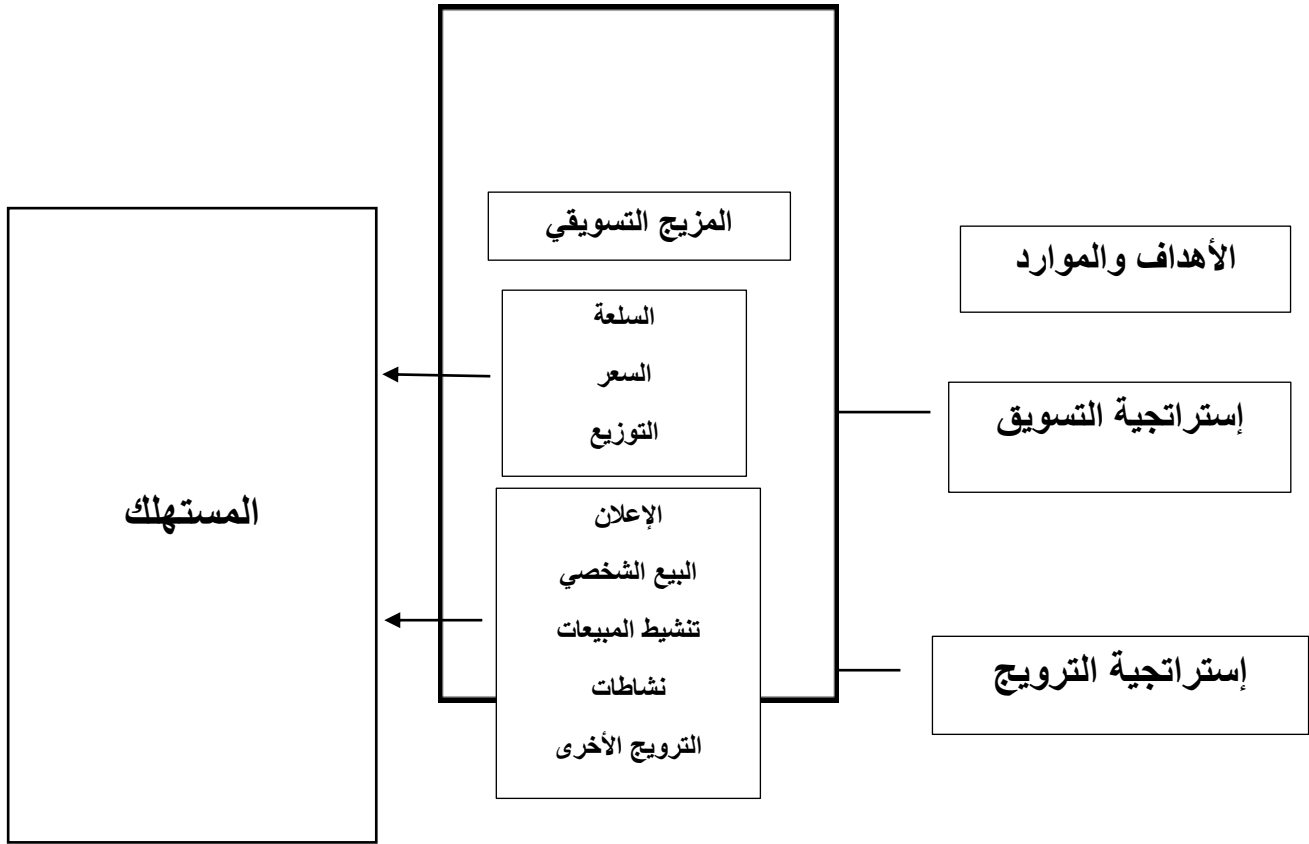 المزيج التسويقي
الأهداف والموارد
السلعة
السعر
التوزيع
إستراتجية التسويق
المستهلك
الإعلان
البيع الشخصي
تنشيط المبيعات
نشاطات
الترويج الأخرى
إستراتجية الترويج